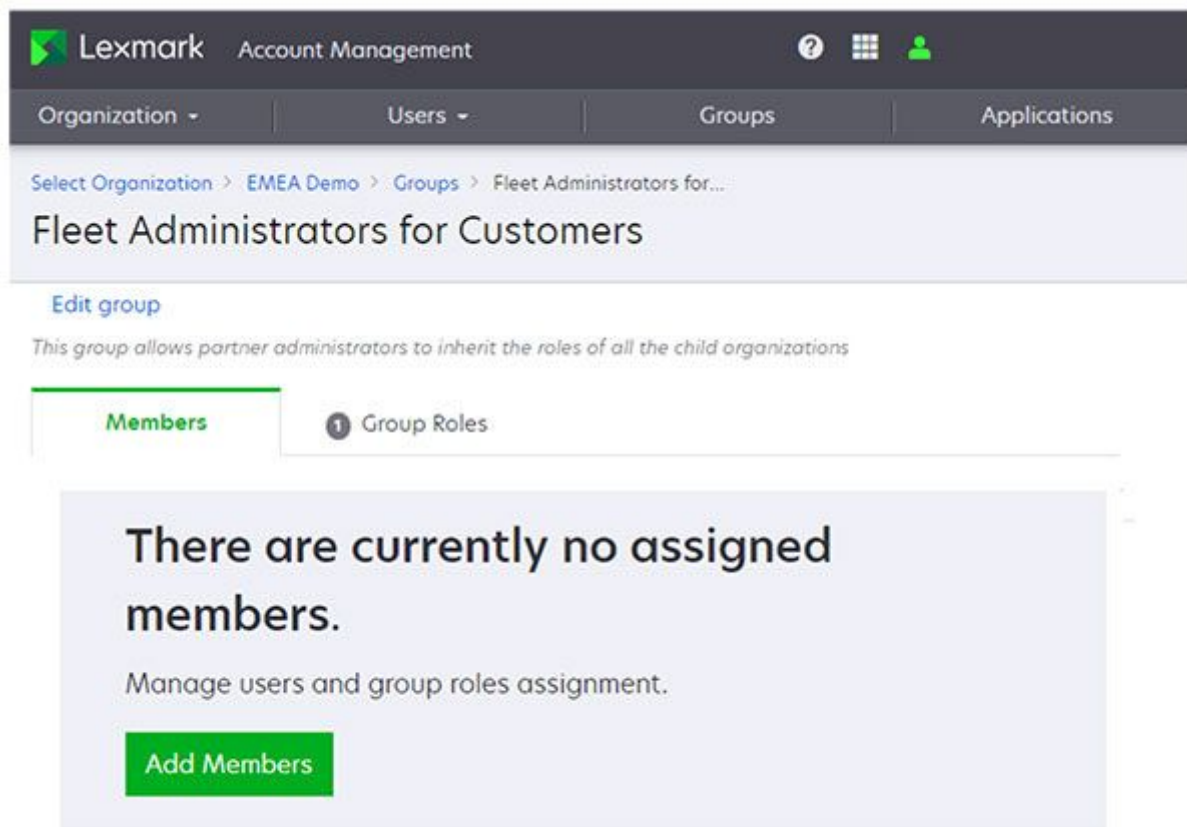 Lexmark Account Management ?
Organization Users Groups Applications
Select Organization > EMEA Demo > Groups > Fleet Administrators for...
Fleet Administrators for Customers
Edit group
This group allows partner administrators to inherit the roles of all the child organizations
Members 1 Group Roles
There are currently no assigned
members.
Manage users and group roles assignment.
Add Members